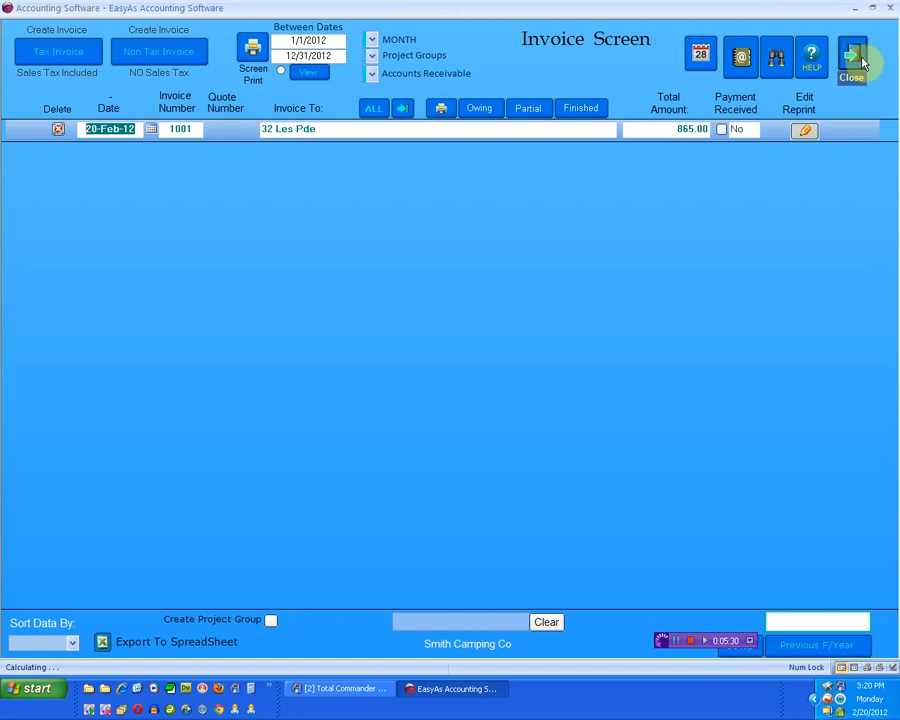 Accounting Software - EasyAs Accounting Software
Create Invoice
Tax Invoice
Sales Tax Included
Create Invoice
Non Tax Invoice
NO Sales Tax
Screen
Print
Between Dates
1/1/2012
12/31/2012
View
MONTH
Project Groups
Accounts Receivable
Invoice Screen
28
HELP
Close
Delete
-
Date
Invoice
Number
Quote
Number
Invoice To:
ALL
Owing
Partial
Finished
Total
Amount:
Payment
Received
Edit
Reprint
20-Feb-12
1001
32 Les Pde
865.00
No
Sort Data By:
Create Project Group
Export To SpreadSheet
Clear
Smith Camping Co
0:05:30
Previous F/Year
Calculating . . .
Num Lock
start
[2] Total Commander ...
EasyAs Accounting S...
3:20 PM
Monday
2/20/2012